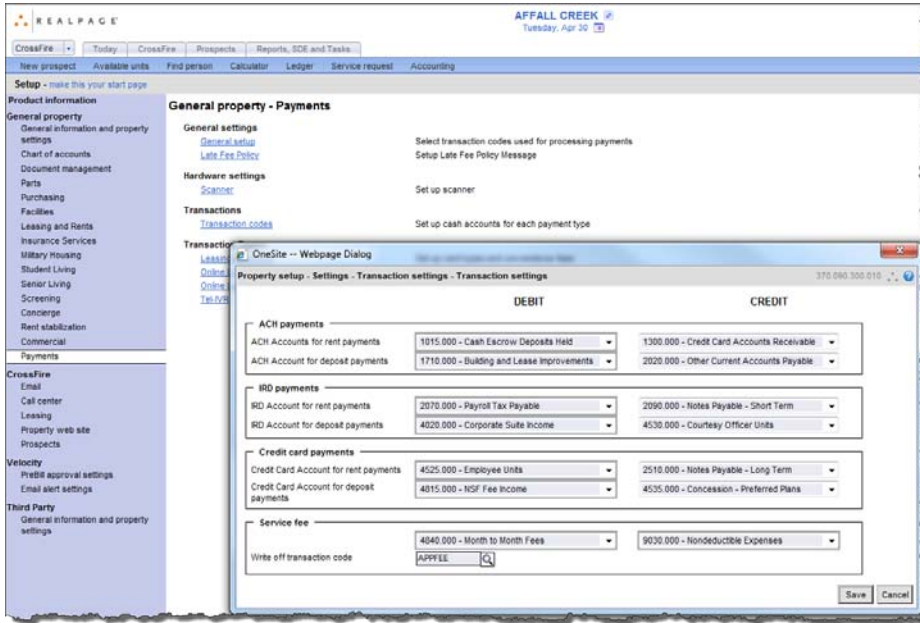 REALPAGE
AFFALL CREEK
Tuesday, Apr 30
CrossFire
Today
CrossFire
Prospects
Reports, SDE and Tasks
New prospect
Available units
Find person
Calculator
Ledger
Service request
Accounting
Setup - make this your start page
Product information
General property
General information and property
settings
Chart of accounts
Document management
Parts
Purchasing
Facilities
Leasing and Rents
Insurance Services
Military Housing
Student Living
Senior Living
Screening
Concierge
Rent stabilization
Commercial
Payments
CrossFire
Email
Call center
Leasing
Property web site
Prospects
Velocity
PreBill approval settings
Email alert settings
Third Party
General information and property
settings
General property - Payments
General settings
General setup
Select transaction codes used for processing payments
Late Fee Policy
Setup Late Fee Policy Message
Hardware settings
Scanner
Set up scanner
Transactions
Transaction codes
Set up cash accounts for each payment type
Transaction
Leasin
Online
Online
Tel-IVR
OneSite -- Webpage Dialog
Property setup - Settings - Transaction settings - Transaction settings
370.090.300.010
DEBIT
CREDIT
ACH payments
ACH Accounts for rent payments
1015.000 - Cash Escrow Deposits Held
1300.000 - Credit Card Accounts Receivable
ACH Account for deposit payments
1710.000 - Building and Lease Improvements
2020.000 - Other Current Accounts Payable
IRD payments
IRD Account for rent payments
2070.000 - Payroll Tax Payable
2090.000 - Notes Payable - Short Term
IRD Account for deposit payments
4020.000 - Corporate Suite Income
4530.000 - Courtesy Officer Units
Credit card payments
Credit Card Account for rent payments
4525.000 - Employee Units
2510.000 - Notes Payable - Long Term
Credit Card Account for deposit
payments
4815.000 - NSF Fee Income
4535.000 - Concession - Preferred Plans
Service fee
4840.000 - Month to Month Fees
9030.000 - Nondeductible Expenses
Write off transaction code
APPFEE
Save
Cancel